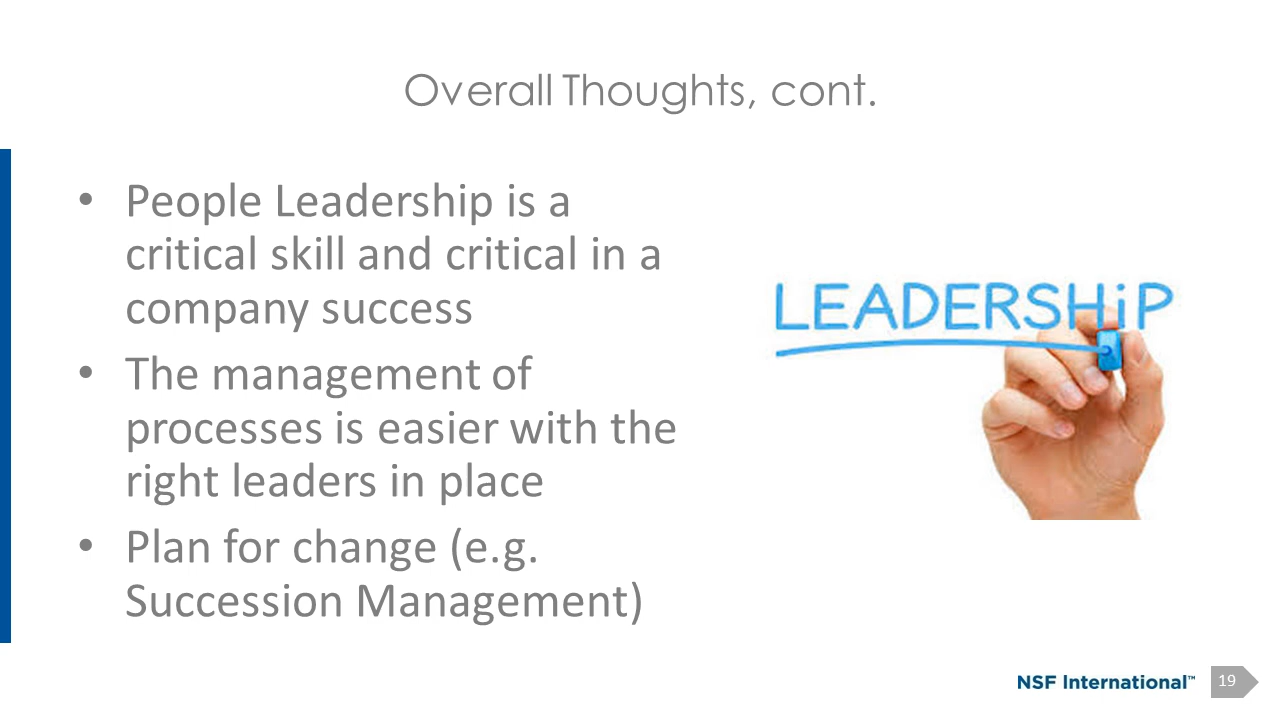 Overall Thoughts, cont.
• People Leadership is a
critical skill and critical in a
company success
• The management of
processes is easier with the
right leaders in place
• Plan for change (e.g.
Succession Management)
LEADERSHiP
NSF International™
19